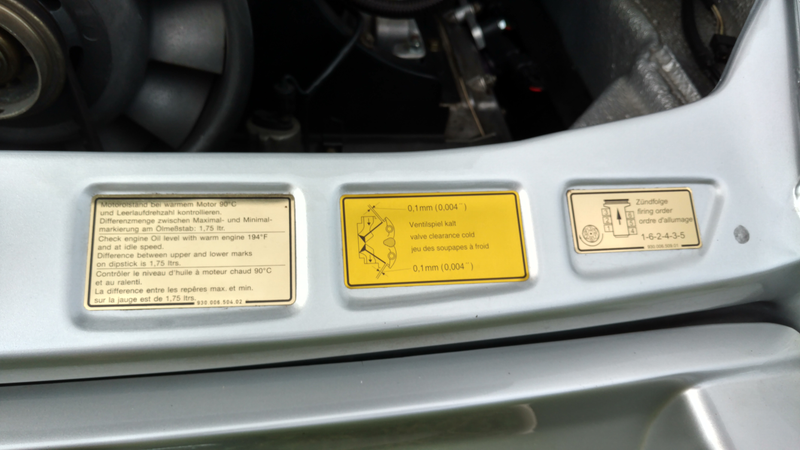 Motorölstand bei warmem Motor 90°C
und Leerlaufdrehzahl kontrollieren.
Differenzmenge zwischen Maximal- und Minimal-
markierung am Ölmeßstab: 1,75 ltr.
Check engine Oil level with warm engine 194°F
and at idle speed.
Difference between upper and lower marks
on dipstick is 1,75 ltrs.
Contrôler le niveau d'huile à moteur chaud 90°C
et au ralenti.
La difference entre les repères max. et min.
sur la jauge est de 1,75 ltrs.
930.006.504.02
0,1mm (0,004˝)
Ventilspiel kalt
valve clearance cold
jeu des soupapes à froid
0,1mm (0,004˝)
Zündfolge
firing order
ordre d'allumage
1-6-2-4-3-5